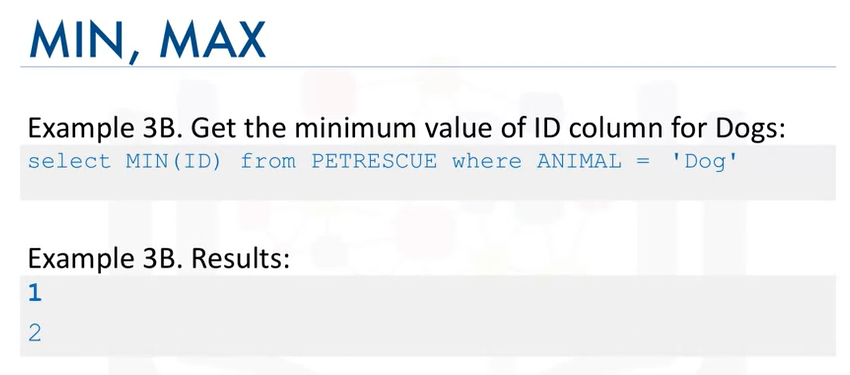 MIN, MAX
Example 3B. Get the minimum value of ID column for Dogs:
select MIN(ID) from PETRESCUE where ANIMAL = 'Dog'
Example 3B. Results:
1
2